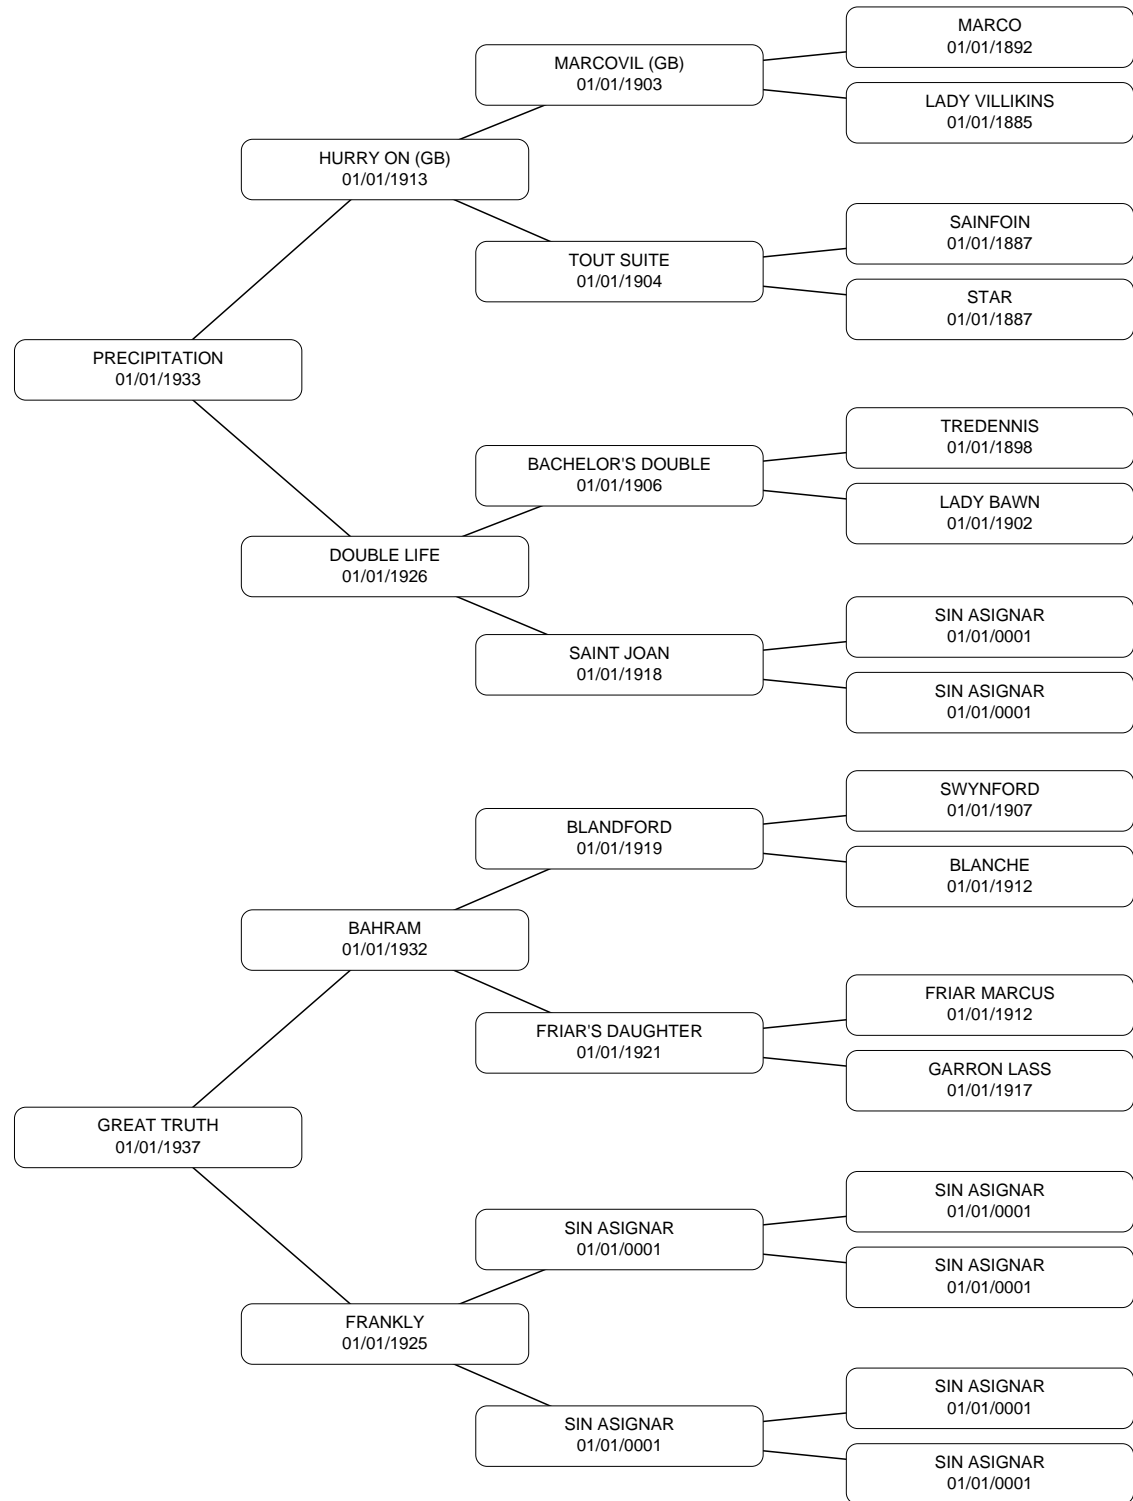 MARCO
01/01/1892
MARCOVIL (GB)
01/01/1903
LADY VILLIKINS
01/01/1885
HURRY ON (GB)
01/01/1913
SAINFOIN
01/01/1887
TOUT SUITE
01/01/1904
STAR
01/01/1887
PRECIPITATION
01/01/1933
TREDENNIS
01/01/1898
BACHELOR'S DOUBLE
01/01/1906
LADY BAWN
01/01/1902
DOUBLE LIFE
01/01/1926
SIN ASIGNAR
01/01/0001
SAINT JOAN
01/01/1918
SIN ASIGNAR
01/01/0001
SWYNFORD
01/01/1907
BLANDFORD
01/01/1919
BLANCHE
01/01/1912
BAHRAM
01/01/1932
FRIAR MARCUS
01/01/1912
FRIAR'S DAUGHTER
01/01/1921
GARRON LASS
01/01/1917
GREAT TRUTH
01/01/1937
SIN ASIGNAR
01/01/0001
SIN ASIGNAR
01/01/0001
SIN ASIGNAR
01/01/0001
FRANKLY
01/01/1925
SIN ASIGNAR
01/01/0001
SIN ASIGNAR
01/01/0001
SIN ASIGNAR
01/01/0001